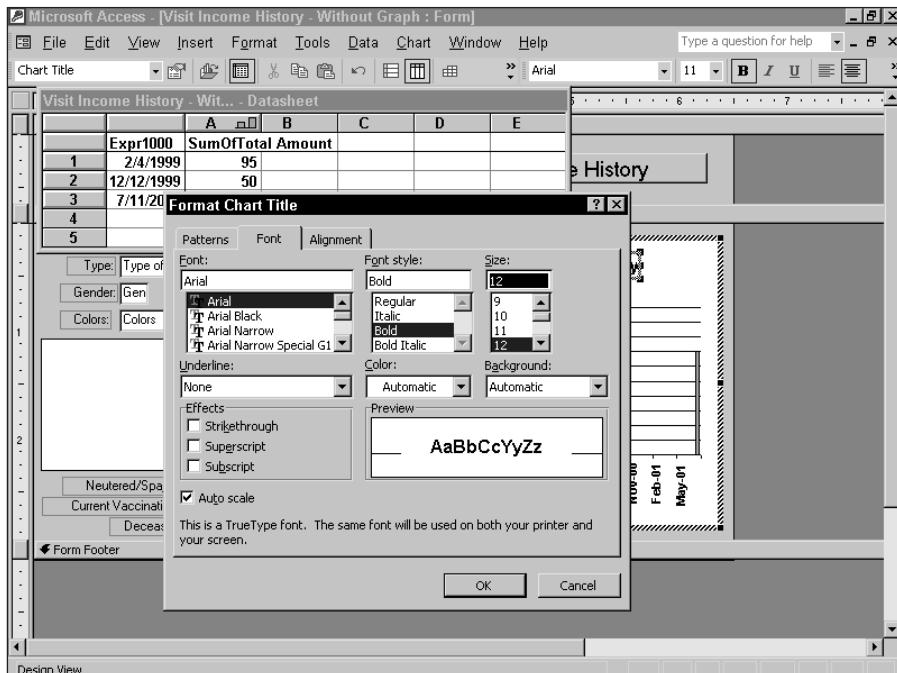 Microsoft Access - [Visit Income History - Without Graph : Form]
File Edit View Insert Format Tools Data Chart Window Help
Type a question for help
Chart Title
Arial
11
B I U
Visit Income History - Wit... - Datasheet
A B C D E
Expr1000 SumOfTotal Amount
1 2/4/1999 95
2 12/12/1999 50
3 7/11/20
4
5
6 7
History
Format Chart Title
Patterns Font Alignment
Font: Font style: Size:
Arial Bold 12
Arial Regular 9
Arial Black Italic 10
Arial Narrow Bold 11
Arial Narrow Special G1 Bold Italic 12
Underline: Color: Background:
None Automatic Automatic
Effects Preview
Strikethrough
Superscript
Subscript
AaBbCcYyZz
Auto scale
This is a TrueType font. The same font will be used on both your printer and
your screen.
OK Cancel
Type: Type of
Gender: Gen
Colors: Colors
1
2
Neutered/Spa
Current Vaccinati
Deceas
Form Footer
Feb-01
May-01
Design View